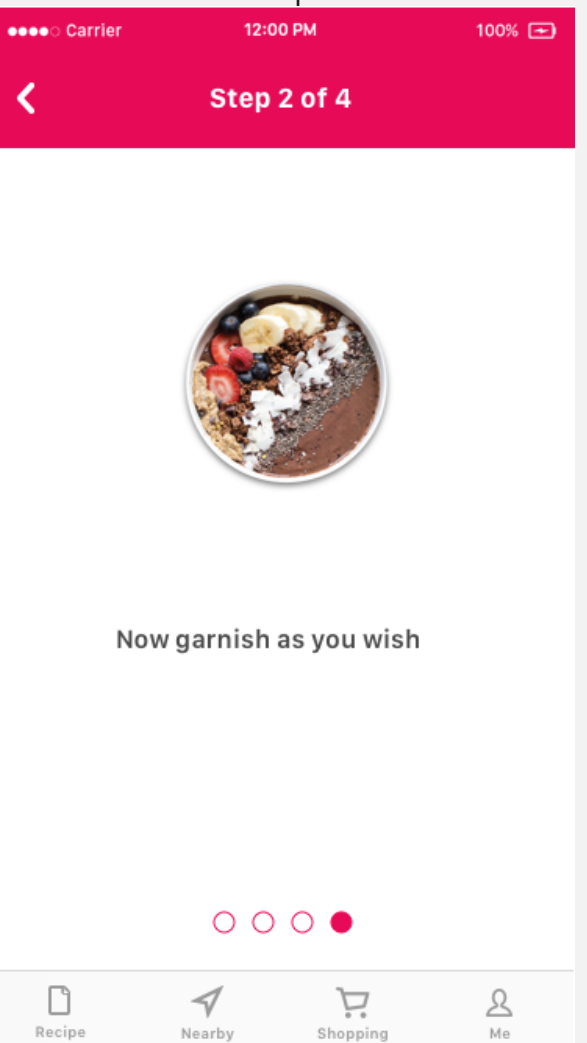 Carrier 12:00 PM 100%
Step 2 of 4
Now garnish as you wish
Recipe Nearby Shopping Me